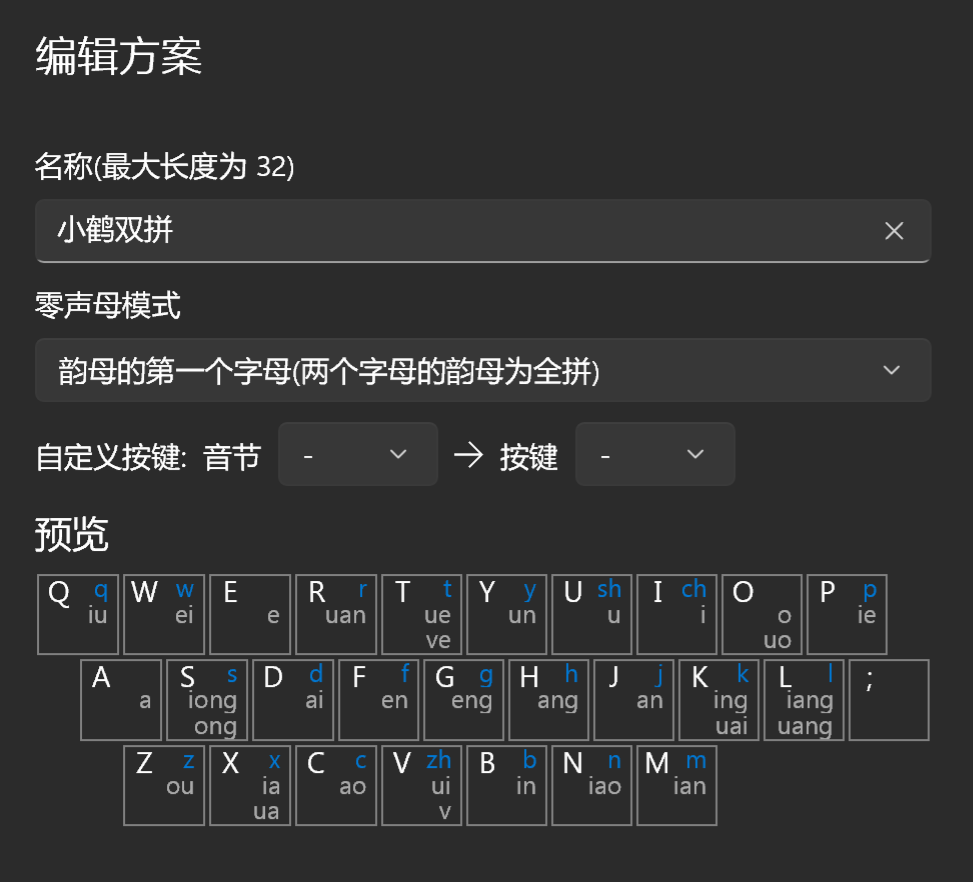 编辑方案
名称(最大长度为 32)
小鹤双拼
零声母模式
韵母的第一个字母(两个字母的韵母为全拼)
自定义按键: 音节 - → 按键 -
预览
Q q W w E R r T t Y y U sh I ch O P p
iu ei e uan ue un u i o ie
ve uo
A S s D d F f G g H h J j K k L l ;
a iong ai en eng ang an ing iang
ong uai uang
Z z X x C c V zh B b N n M m
ou ia ao ui in iao ian
ua v